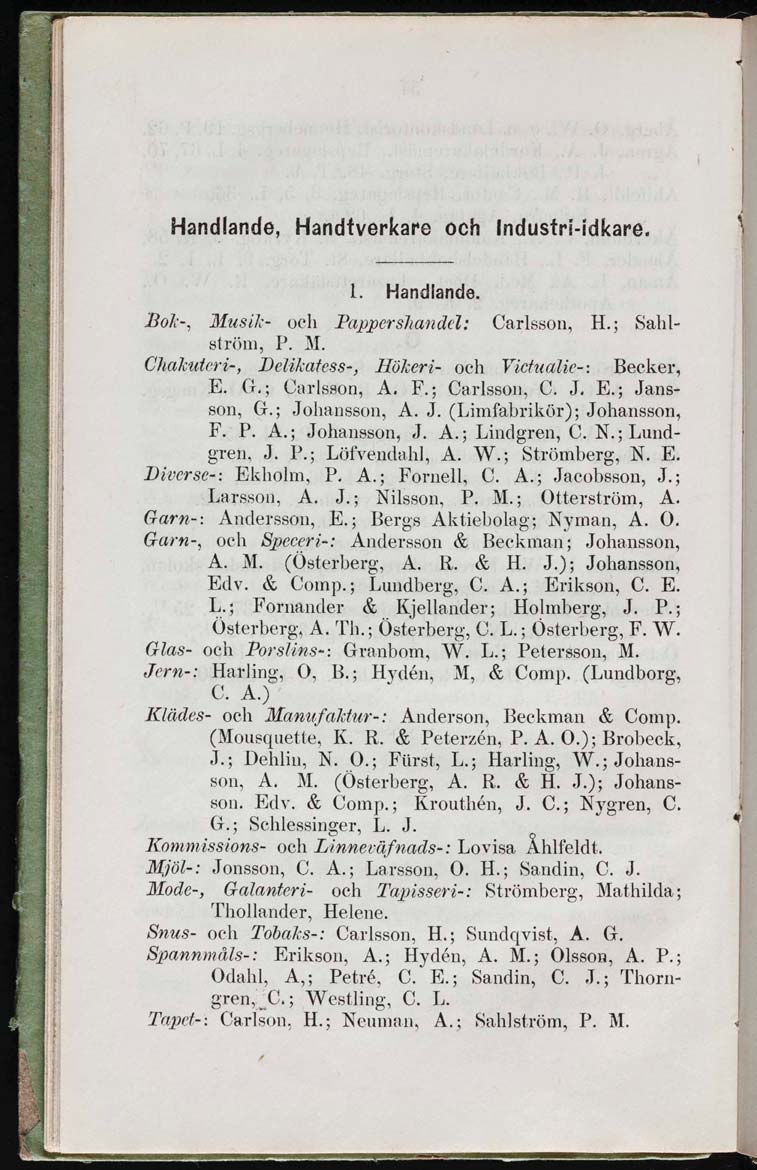 Handlande, Handtverkare och Industri-idkare.
1. Handlande.
Bok-, Musik- och Pappershandel: Carlsson, H.; Sahl-
ström, P. M.
Chakuteri-, Delikatess-, Hökeri- och Victualie-: Becker,
E. G.; Carlsson, A. F.; Carlsson, C. J. E.; Jans-
son, G.; Johansson, A. J. (Limfabrikör); Johansson,
F. P. A.; Johansson, J. A.; Lindgren, C. N.; Lund-
gren, J. P.; Löfvendahl, A. W.; Strömberg, N. E.
Diverse-: Ekholm, P. A.; Fornell, C. A.; Jacobsson, J.;
Larsson, A. J.; Nilsson, P. M.; Otterström, A.
Garn-: Andersson, E.; Bergs Aktiebolag; Nyman, A. O.
Garn-, och Speceri-: Andersson & Beckman; Johansson,
A. M. (Österberg, A. R. & H. J.); Johansson,
Edv. & Comp.; Lundberg, C. A.; Erikson, C. E.
L.; Fornander & Kjellander; Holmberg, J. P.;
Österberg, A. Th.; Österberg, C. L.; Österberg, F. W.
Glas- och Porslins-: Granbom, W. L.; Petersson, M.
Jern-: Harling, O, B.; Hydén, M, & Comp. (Lundborg,
C. A.)
Klädes- och Manufaktur-: Anderson, Beckman & Comp.
(Mousquette, K. R. & Peterzén, P. A. O.); Brobeck,
J.; Dehlin, N. O.; Fürst, L.; Harling, W.; Johans-
son, A. M. (Österberg, A. R. & H. J.); Johans-
son. Edv. & Comp.; Krouthén, J. C.; Nygren, C.
G.; Schlessinger, L. J.
Kommissions- och Linneväfnads-: Lovisa Åhlfeldt.
Mjöl-: Jonsson, C. A.; Larsson, O. H.; Sandin, C. J.
Mode-, Galanteri- och Tapisseri-: Strömberg, Mathilda;
Thollander, Helene.
Snus- och Tobaks-: Carlsson, H.; Sundqvist, A. G.
Spannmåls-: Erikson, A.; Hydén, A. M.; Olsson, A. P.;
Odahl, A,; Petré, C. E.; Sandin, C. J.; Thorn-
gren, C.; Westling, C. L.
Tapet-: Carlson, H.; Neuman, A.; Sahlström, P. M.